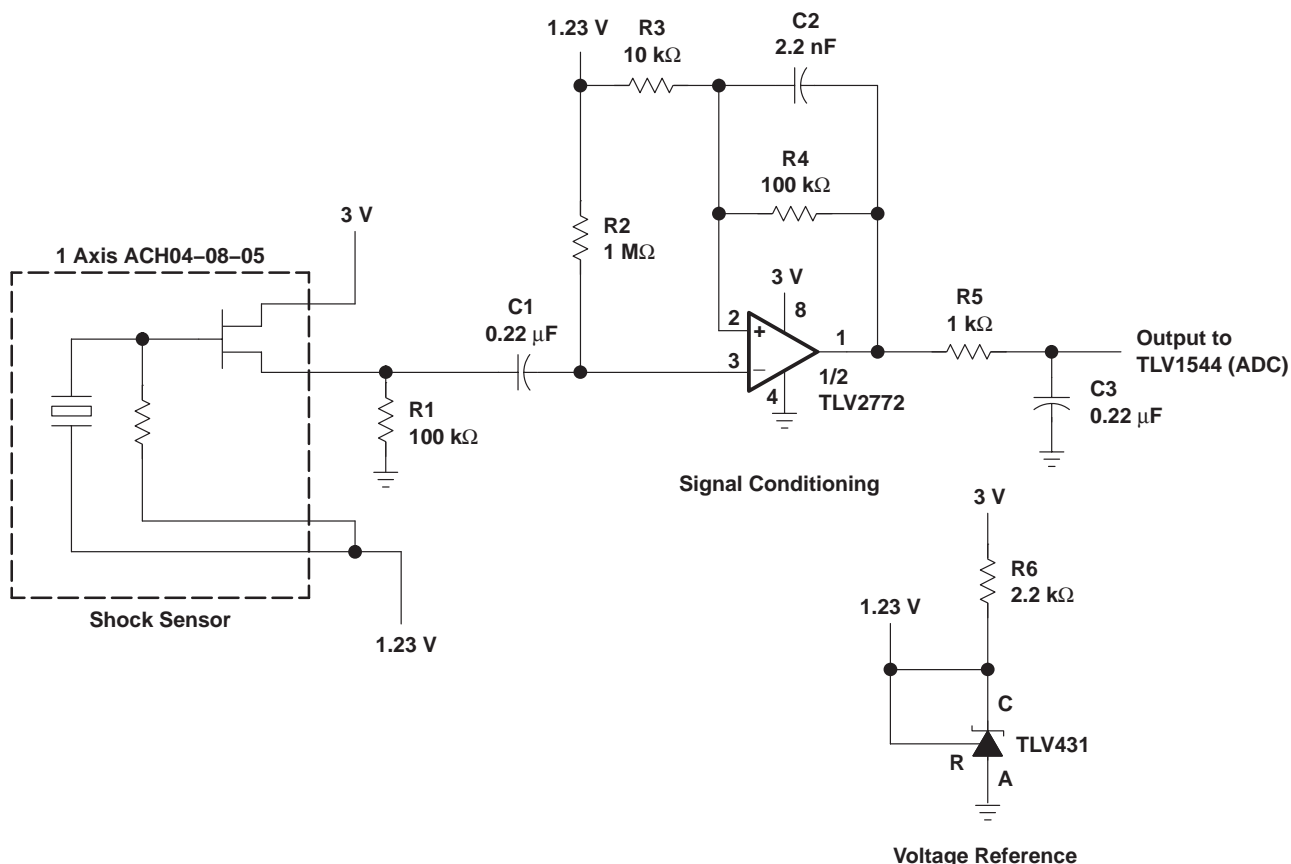 1.23 V
R3
10 kΩ
C2
2.2 nF
R4
100 kΩ
3 V
R2
1 MΩ
1 Axis ACH04–08–05
C1
0.22 μF
3 V
8
2
+
3
–
1
4
1/2
TLV2772
R5
1 kΩ
Output to
TLV1544 (ADC)
C3
0.22 μF
R1
100 kΩ
Signal Conditioning
Shock Sensor
1.23 V
3 V
R6
2.2 kΩ
1.23 V
C
TLV431
R
A
Voltage Reference